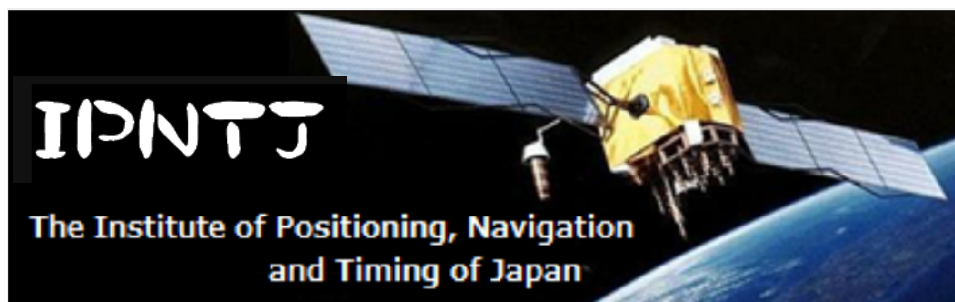 IPNTJ
The Institute of Positioning, Navigation
and Timing of Japan